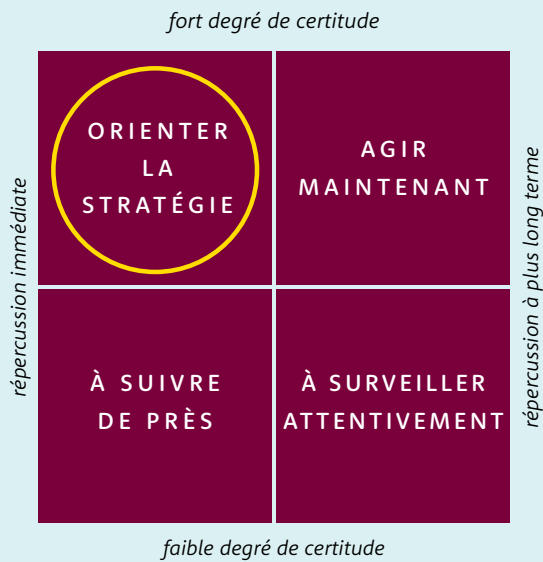 fort degré de certitude
ORIENTER
LA
STRATÉGIE
AGIR
MAINTENANT
répercussion immédiate
répercussion à plus long terme
À SUIVRE
DE PRÈS
À SURVEILLER
ATTENTIVEMENT
faible degré de certitude